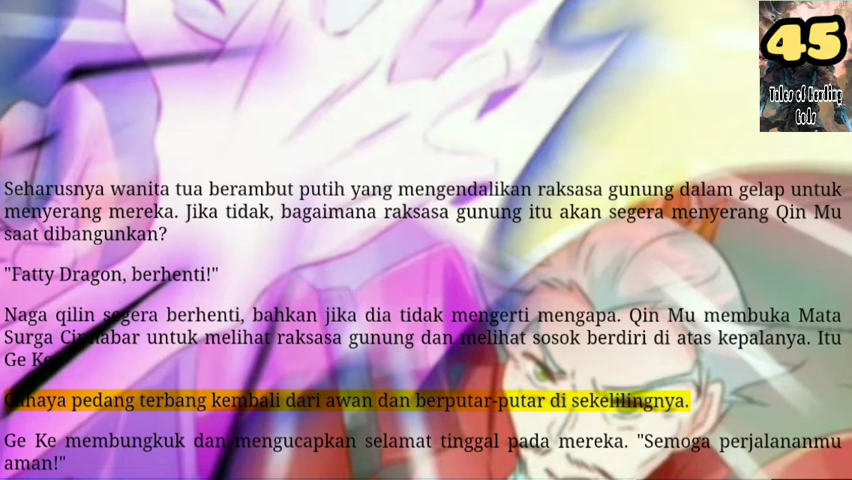 45
Tales of Herding
Gods
Seharusnya wanita tua berambut putih yang mengendalikan raksasa gunung dalam gelap untuk
menyerang mereka. Jika tidak, bagaimana raksasa gunung itu akan segera menyerang Qin Mu
saat dibangunkan?
"Fatty Dragon, berhenti!"
Naga qilin segera berhenti, bahkan jika dia tidak mengerti mengapa. Qin Mu membuka Mata
Surga Cinnabar untuk melihat raksasa gunung dan melihat sosok berdiri di atas kepalanya. Itu
Ge Ke.
Cahaya pedang terbang kembali dari awan dan berputar-putar di sekelilingnya.
Ge Ke membungkuk dan mengucapkan selamat tinggal pada mereka. "Semoga perjalananmu
aman!"